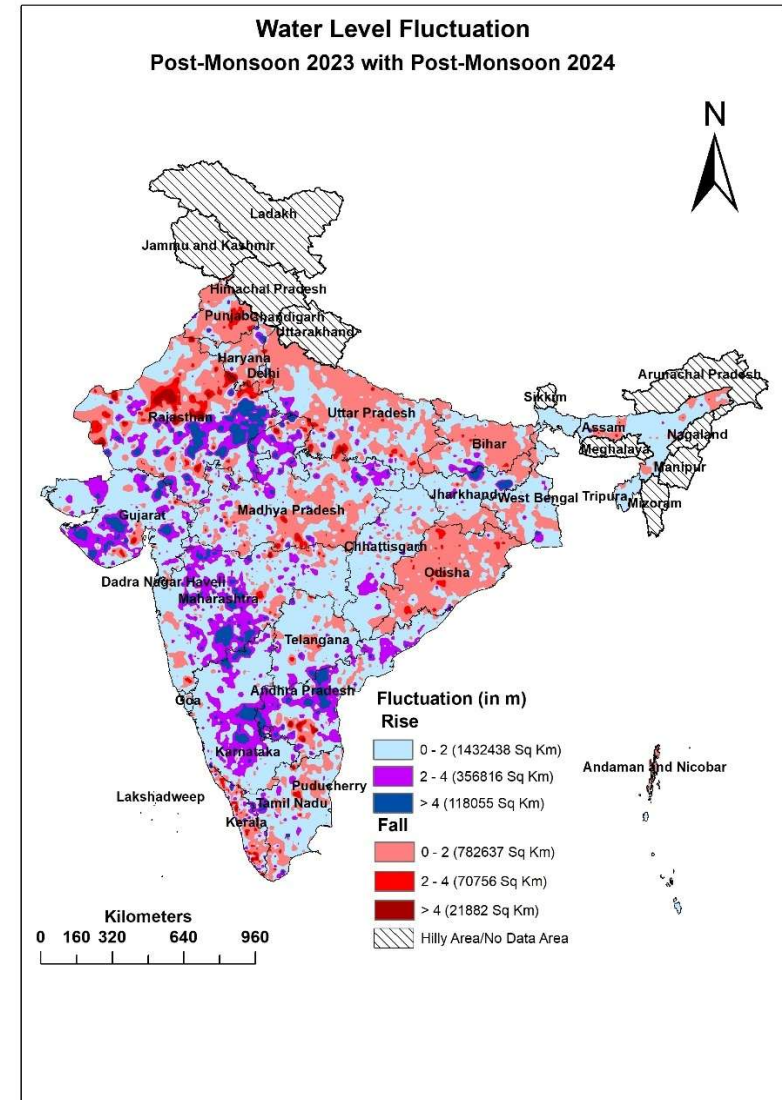 Water Level Fluctuation
Post-Monsoon 2023 with Post-Monsoon 2024
N
Ladakh
Jammu and Kashmir
Himachal Pradesh
Punjab
Chandigarh
Uttarakhand
Haryana
Delhi
Arunachal Pradesh
Sikkim
Rajasthan
Uttar Pradesh
Assam
Nagaland
Bihar
Meghalaya
Manipur
Jharkhand
West Bengal
Tripura
Mizoram
Gujarat
Madhya Pradesh
Chhattisgarh
Odisha
Dadra Nagar Haveli
Maharashtra
Telangana
Goa
Andhra Pradesh
Karnataka
Lakshadweep
Puducherry
Tamil Nadu
Kerala
Andaman and Nicobar
Fluctuation (in m)
Rise
0 - 2 (1432438 Sq Km)
2 - 4 (356816 Sq Km)
> 4 (118055 Sq Km)
Fall
0 - 2 (782637 Sq Km)
2 - 4 (70756 Sq Km)
> 4 (21882 Sq Km)
Hilly Area/No Data Area
Kilometers
0 160 320 640 960